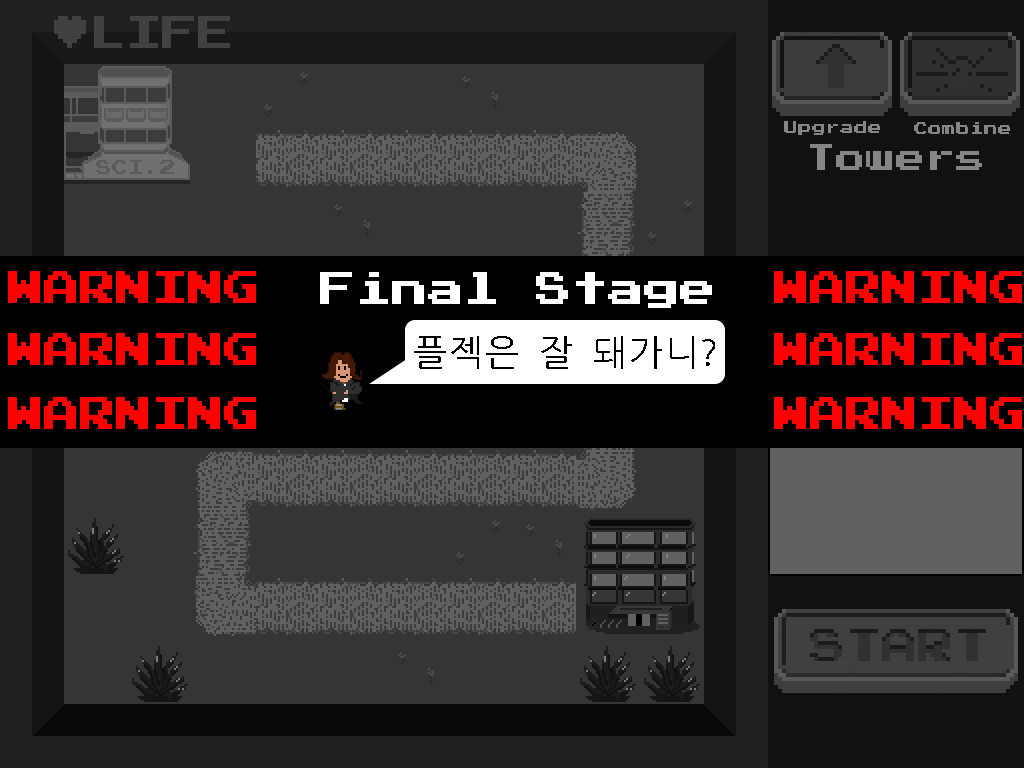 LIFE
SCI.2
Upgrade
Combine
Towers
WARNING
Final Stage
WARNING
WARNING
플젝은 잘 돼가니?
WARNING
WARNING
WARNING
START